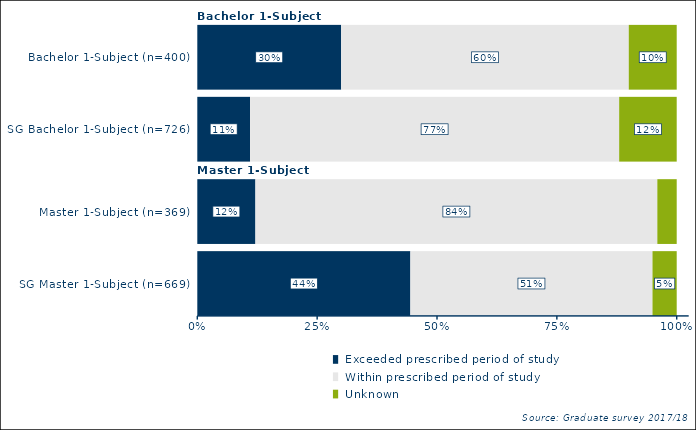 Bachelor 1-Subject
Bachelor 1-Subject (n=400) 30% 60% 10%
SG Bachelor 1-Subject (n=726) 11% 77% 12%
Master 1-Subject
Master 1-Subject (n=369) 12% 84%
SG Master 1-Subject (n=669) 44% 51% 5%
0% 25% 50% 75% 100%
Exceeded prescribed period of study
Within prescribed period of study
Unknown
Source: Graduate survey 2017/18